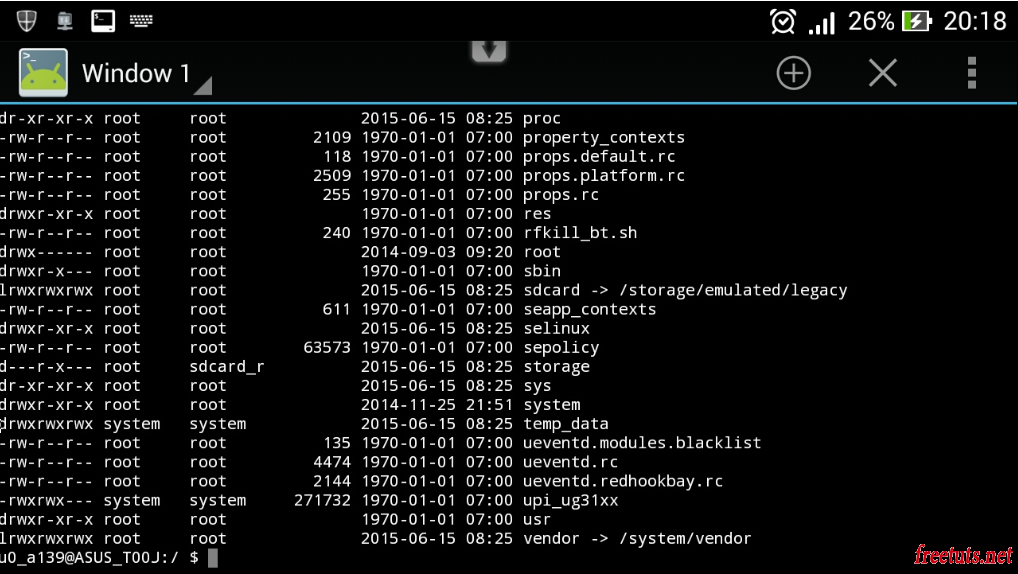 26% 20:18
>_
Window 1
dr-xr-xr-x root     root              2015-06-15 08:25 proc
-rw-r--r-- root     root         2109 1970-01-01 07:00 property_contexts
-rw-r--r-- root     root          118 1970-01-01 07:00 props.default.rc
-rw-r--r-- root     root         2509 1970-01-01 07:00 props.platform.rc
-rw-r--r-- root     root          255 1970-01-01 07:00 props.rc
drwxr-xr-x root     root              1970-01-01 07:00 res
-rw-r--r-- root     root          240 1970-01-01 07:00 rfkill_bt.sh
drwx------ root     root              2014-09-03 09:20 root
drwxr-x--- root     root              1970-01-01 07:00 sbin
lrwxrwxrwx root     root              2015-06-15 08:25 sdcard -> /storage/emulated/legacy
-rw-r--r-- root     root          611 1970-01-01 07:00 seapp_contexts
drwxr-xr-x root     root              2015-06-15 08:25 selinux
-rw-r--r-- root     root        63573 1970-01-01 07:00 sepolicy
d---r-x--- root     sdcard_r          2015-06-15 08:25 storage
dr-xr-xr-x root     root              2015-06-15 08:25 sys
drwxr-xr-x root     root              2014-11-25 21:51 system
drwxrwxrwx system   system            2015-06-15 08:25 temp_data
-rw-r--r-- root     root          135 1970-01-01 07:00 ueventd.modules.blacklist
-rw-r--r-- root     root         4474 1970-01-01 07:00 ueventd.rc
-rw-r--r-- root     root         2144 1970-01-01 07:00 ueventd.redhookbay.rc
-rwxrwx--- system   system     271732 1970-01-01 07:00 upi_ug31xx
drwxr-xr-x root     root              1970-01-01 07:00 usr
lrwxrwxrwx root     root              2015-06-15 08:25 vendor -> /system/vendor
u0_a139@ASUS_T00J:/ $
freetuts.net